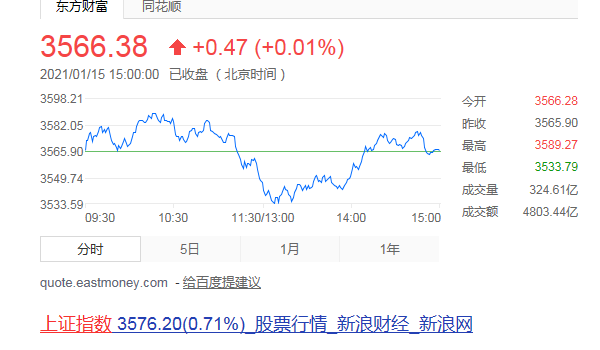 东方财富 同花顺
3566.38 +0.47 (+0.01%)
2021/01/15 15:00:00 已收盘 （北京时间）
3598.21
3582.05
3565.90
3549.74
3533.59
09:30 10:30 11:30/13:00 14:00 15:00
今开 3566.28
昨收 3565.90
最高 3589.27
最低 3533.79
成交量 324.61亿
成交额 4803.44亿
分时 5日 1月 1年
quote.eastmoney.com - 给百度提建议
上证指数 3576.20(0.71%)_股票行情_新浪财经_新浪网